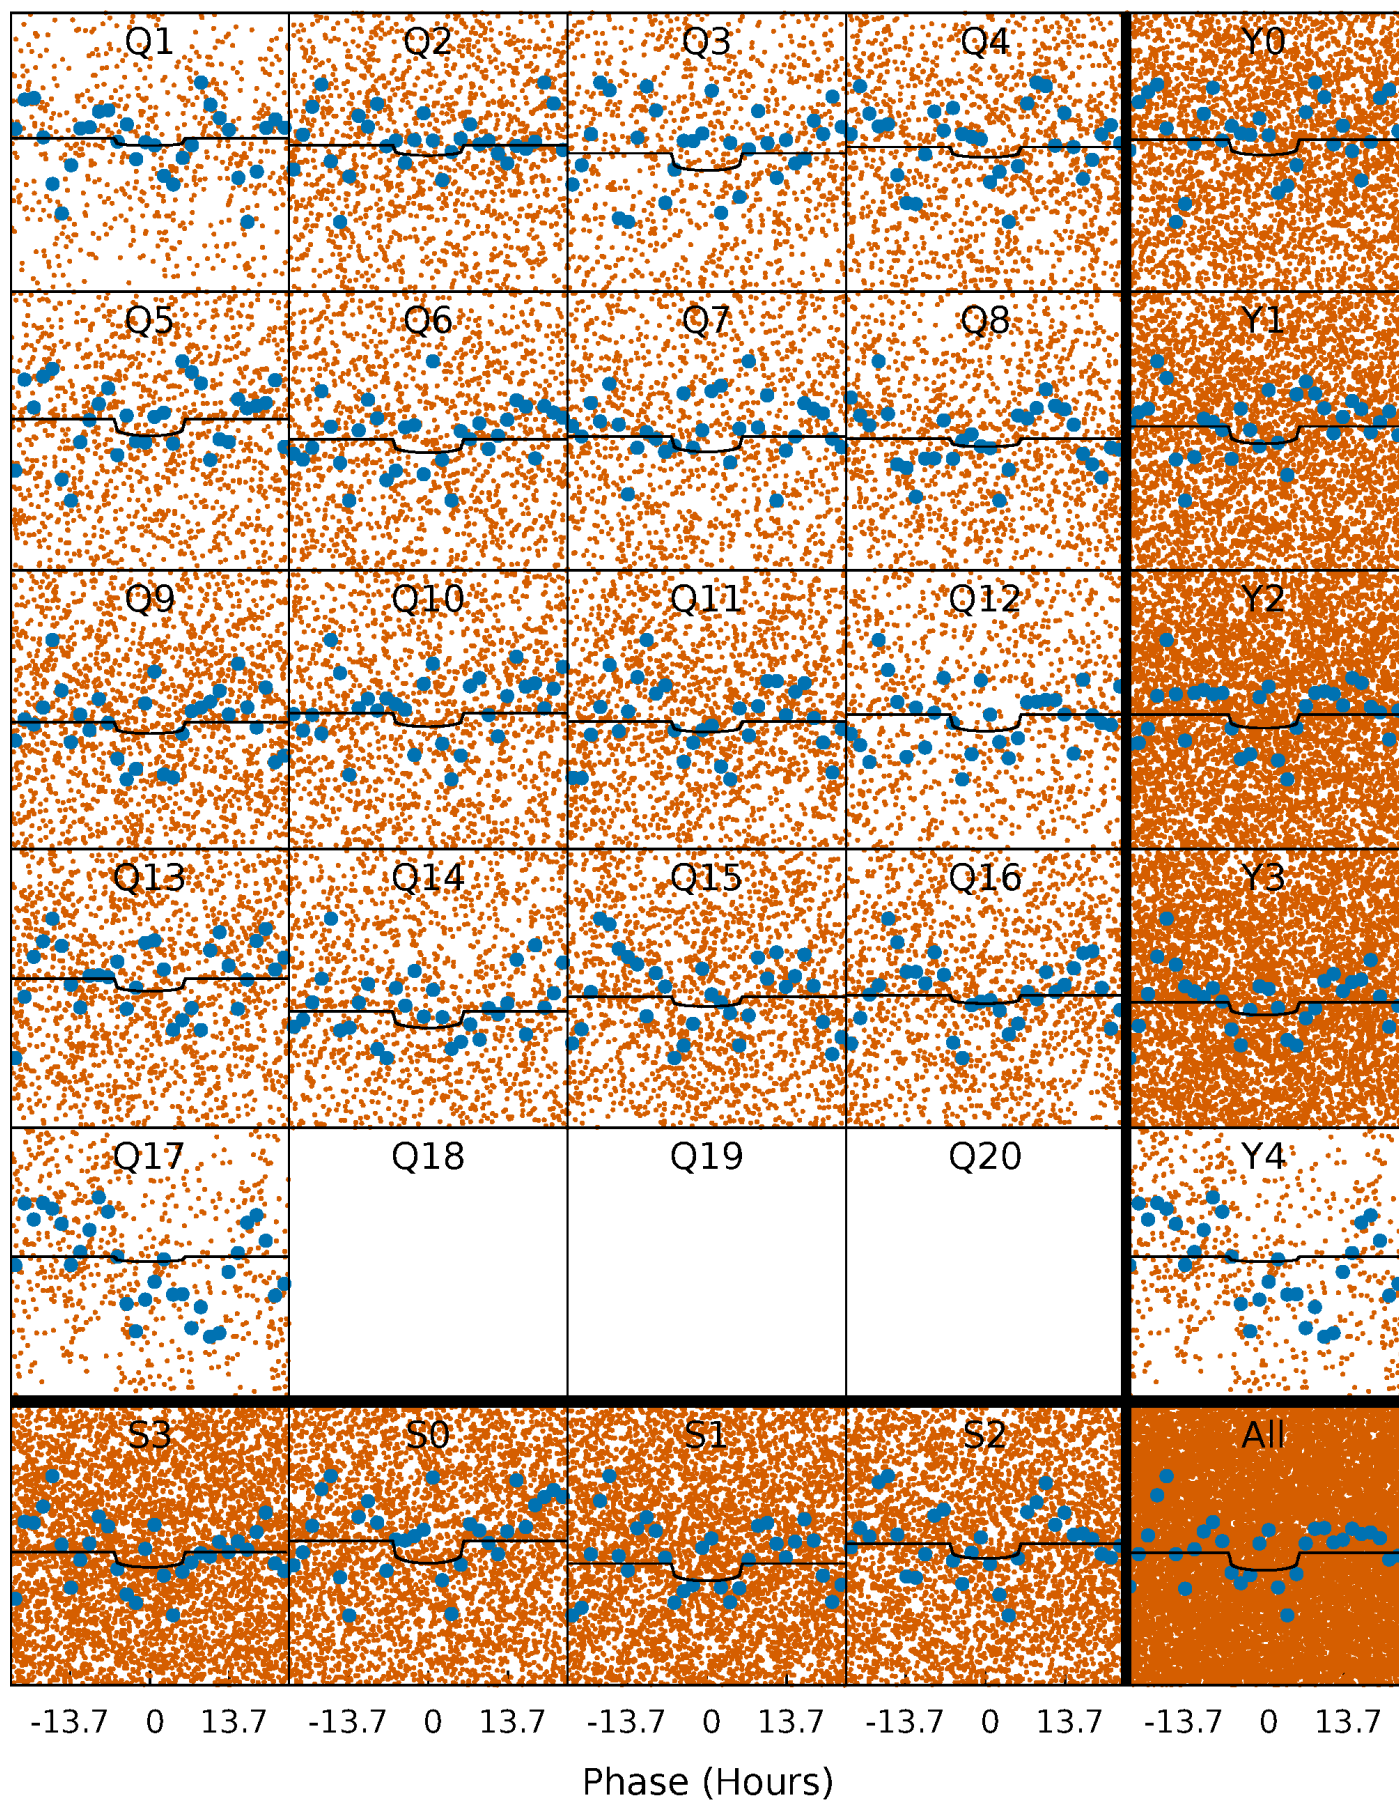 Q1 Q2 Q3 Q4 Y0
Q5 Q6 Q7 Q8 Y1
Q9 Q10 Q11 Q12 Y2
Q13 Q14 Q15 Q16 Y3
Q17 Q18 Q19 Q20 Y4
S3 S0 S1 S2 All
-13.7 0 13.7 -13.7 0 13.7 -13.7 0 13.7 -13.7 0 13.7 -13.7 0 13.7
Phase (Hours)